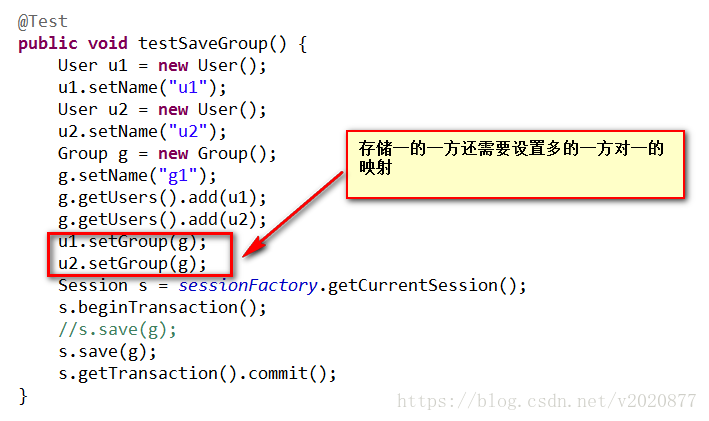 @Test
public void testSaveGroup() {
User u1 = new User();
u1.setName("u1");
User u2 = new User();
u2.setName("u2");
Group g = new Group();
g.setName("g1");
g.getUsers().add(u1);
g.getUsers().add(u2);
u1.setGroup(g);
u2.setGroup(g);
Session s = sessionFactory.getCurrentSession();
s.beginTransaction();
//s.save(g);
s.save(g);
s.getTransaction().commit();
}
存储一的一方还需要设置多的一方对一的
映射
https://blog.csdn.net/v2020877